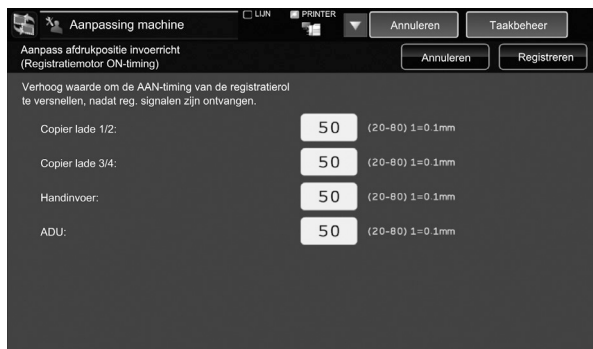 Aanpassing machine
LIJN
PRINTER
Annuleren
Taakbeheer
Aanpass afdrukpositie invoerricht
(Registratiemotor ON-timing)
Annuleren
Registreren
Verhoog waarde om de AAN-timing van de registratierol
te versnellen, nadat reg. signalen zijn ontvangen.
Copier lade 1/2: 50 (20-80) 1=0.1mm
Copier lade 3/4: 50 (20-80) 1=0.1mm
Handinvoer: 50 (20-80) 1=0.1mm
ADU: 50 (20-80) 1=0.1mm